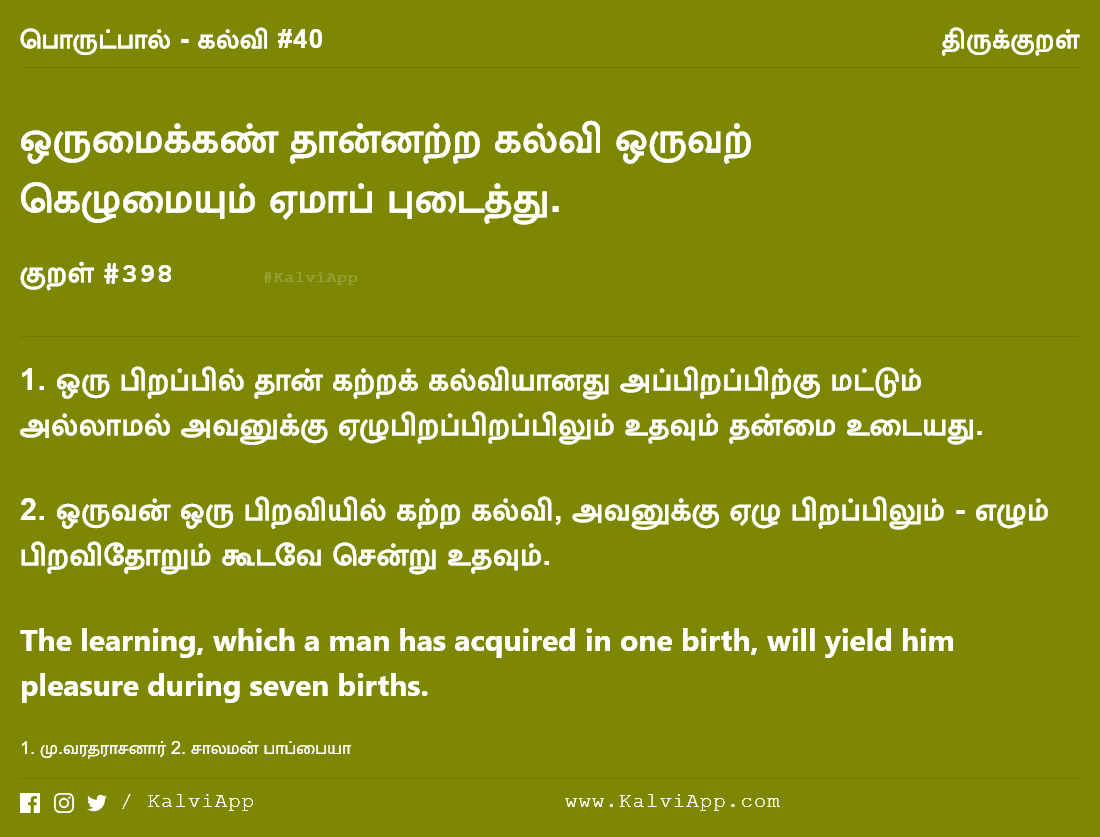 பொருட்பால் - கல்வி #40
திருக்குறள்
ஒருமைக்கண் தான்னற்ற கல்வி ஒருவற்
கெழுமையும் ஏமாப் புடைத்து.
குறள் #398
#KalviApp
1. ஒரு பிறப்பில் தான் கற்றக் கல்வியானது அப்பிறப்பிற்கு மட்டும்
அல்லாமல் அவனுக்கு ஏழுபிறப்பிறப்பிலும் உதவும் தன்மை உடையது.
2. ஒருவன் ஒரு பிறவியில் கற்ற கல்வி, அவனுக்கு ஏழு பிறப்பிலும் - எழும்
பிறவிதோறும் கூடவே சென்று உதவும்.
The learning, which a man has acquired in one birth, will yield him
pleasure during seven births.
1. மு.வரதராசனார் 2. சாலமன் பாப்பையா
/ KalviApp
www.KalviApp.com